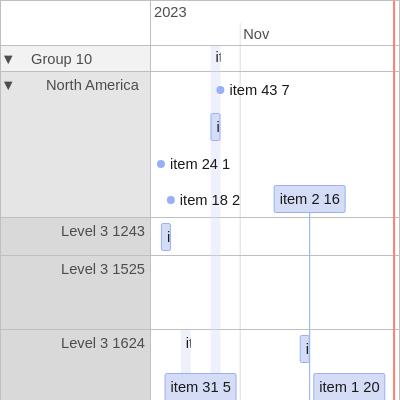 2023
Nov
▼ Group 10
▼ North America
item 43 7
item 24 1
item 18 2
item 2 16
Level 3 1243
Level 3 1525
Level 3 1624
item 31 5
item 1 20